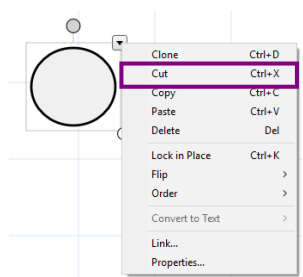 Clone Ctrl+D
Cut Ctrl+X
Copy Ctrl+C
Paste Ctrl+V
Delete Del
Lock in Place Ctrl+K
Flip
Order
Convert to Text
Link...
Properties...